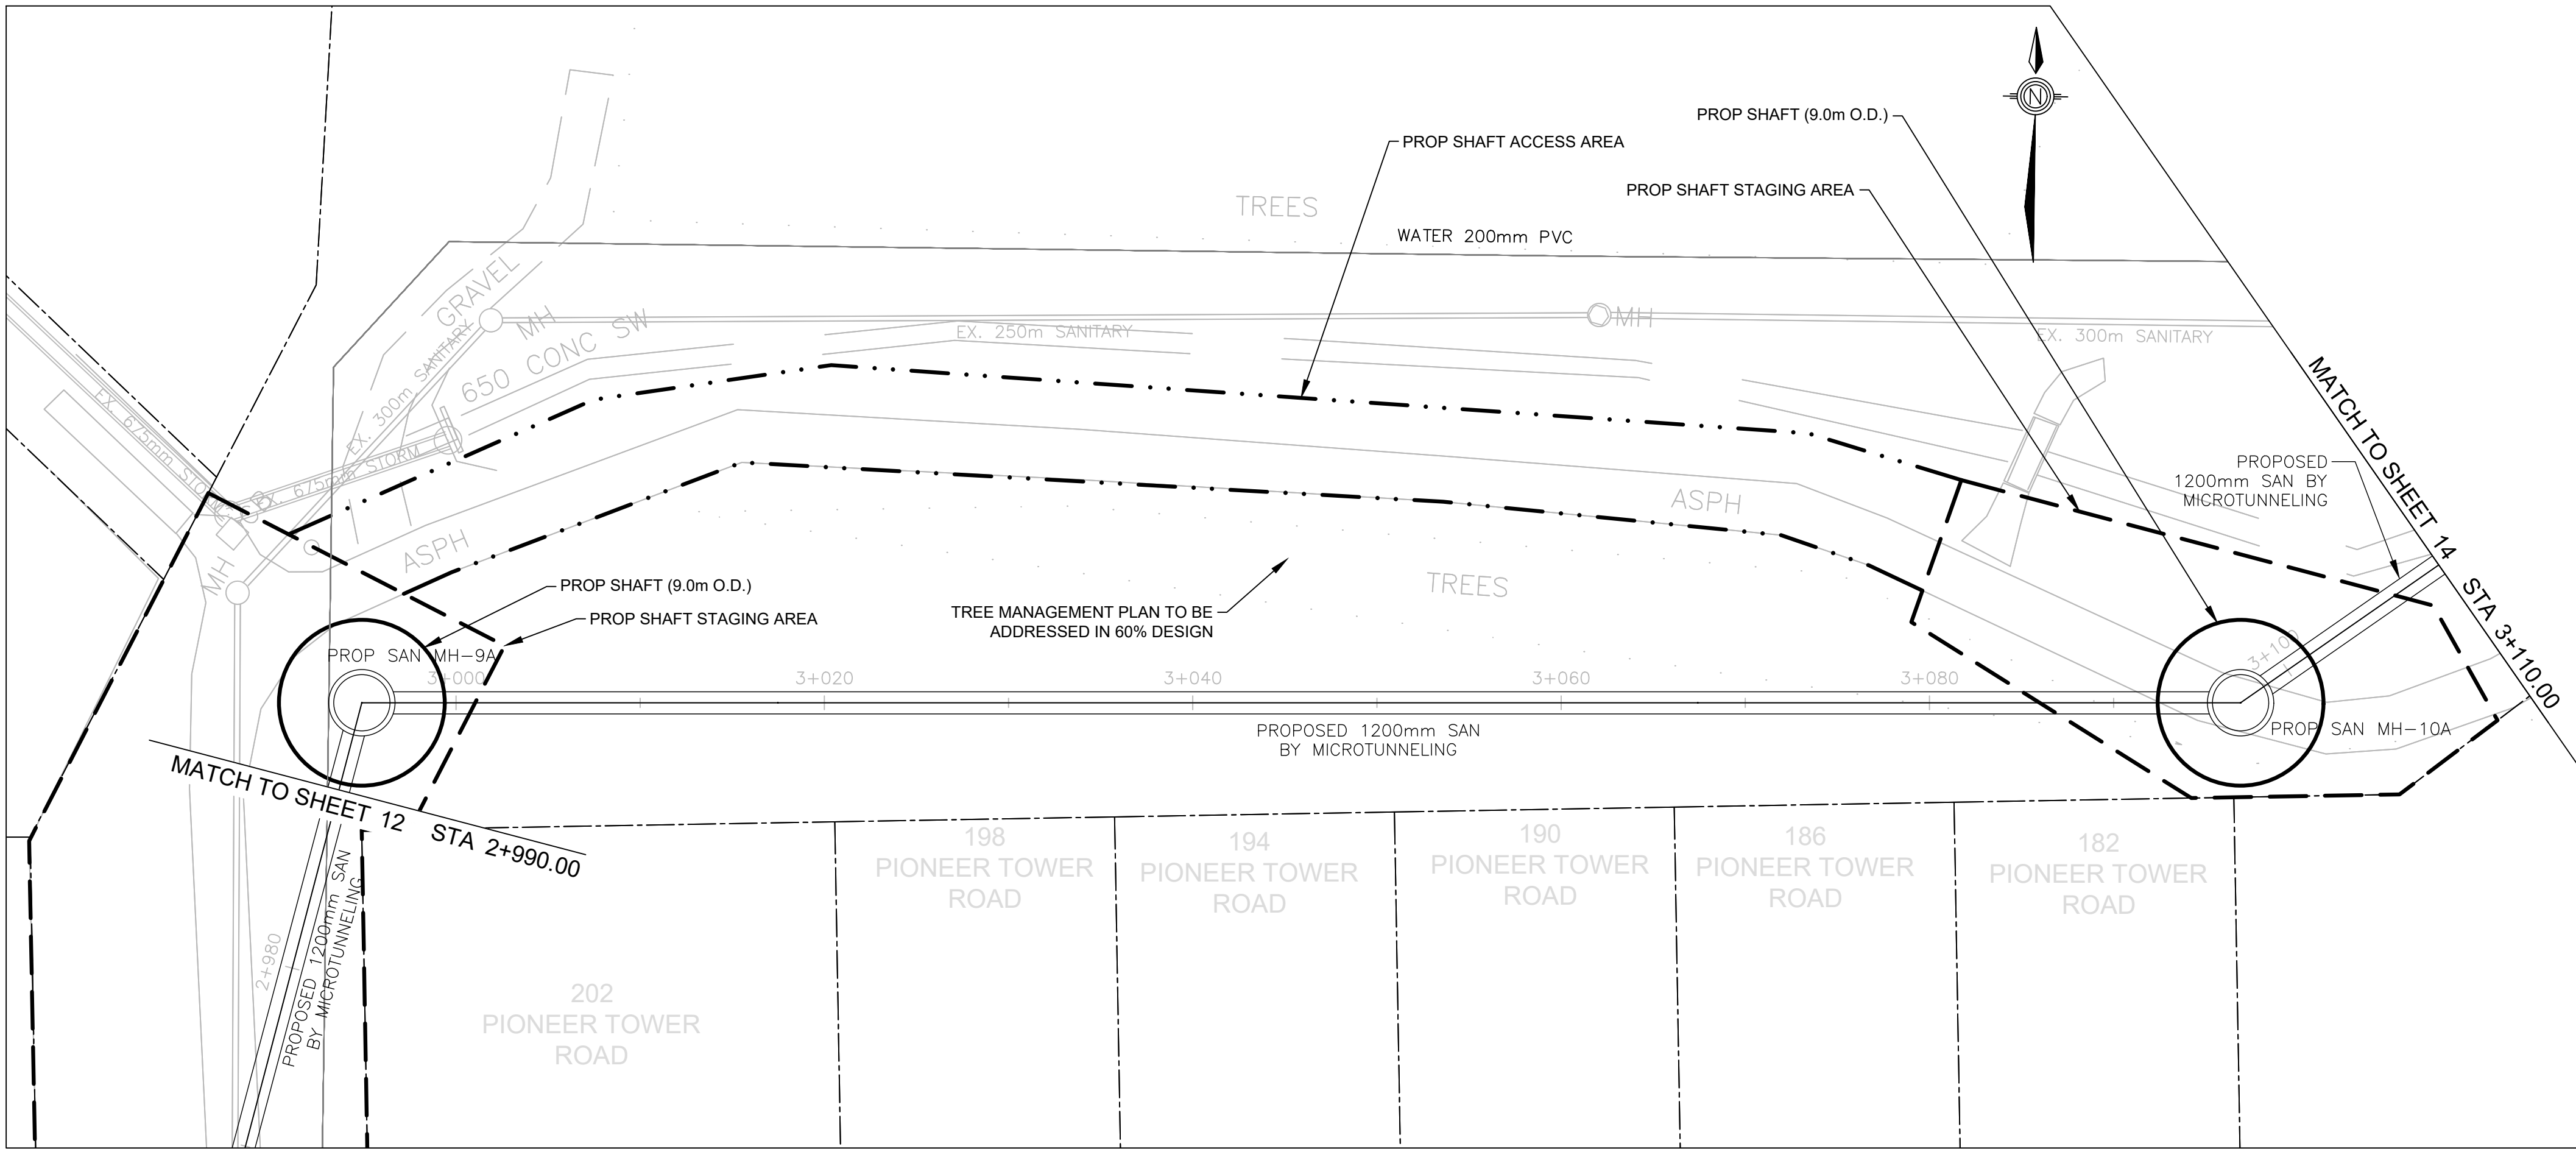 N
PROP SHAFT (9.0m O.D.)
PROP SHAFT ACCESS AREA
PROP SHAFT STAGING AREA
TREES
WATER 200mm PVC
GRAVEL
MH
650 CONC SW
EX. 250m SANITARY
MH
EX. 300m SANITARY
EX. 300m SANITARY
EX. 675mm STORM
EX. 675mm STORM
MATCH TO SHEET 14 STA 3+110.00
PROPOSED
1200mm SAN BY
MICROTUNNELING
ASPH
ASPH
MH
TREES
PROP SHAFT (9.0m O.D.)
PROP SHAFT STAGING AREA
TREE MANAGEMENT PLAN TO BE
ADDRESSED IN 60% DESIGN
PROP SAN MH-9A
3+000
3+020
3+040
3+060
3+080
3+100
PROP SAN MH-10A
PROPOSED 1200mm SAN
BY MICROTUNNELING
MATCH TO SHEET 12 STA 2+990.00
2+980
PROPOSED 1200mm SAN
BY MICROTUNNELING
202
PIONEER TOWER
ROAD
198
PIONEER TOWER
ROAD
194
PIONEER TOWER
ROAD
190
PIONEER TOWER
ROAD
186
PIONEER TOWER
ROAD
182
PIONEER TOWER
ROAD